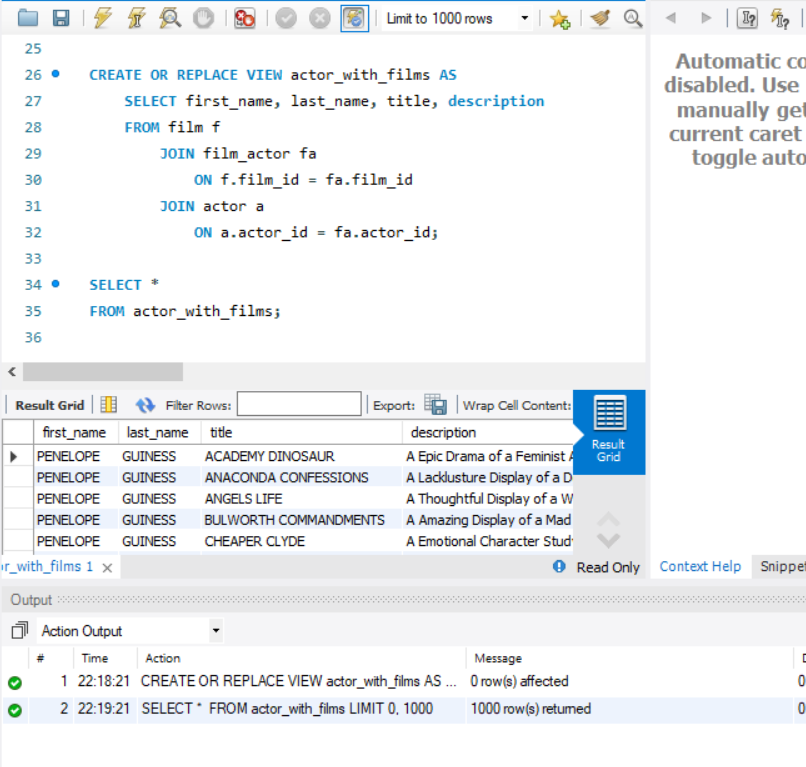 Limit to 1000 rows
Automatic co
disabled. Use
manually get
current caret
toggle auto
25
26 CREATE OR REPLACE VIEW actor_with_films AS
27 SELECT first_name, last_name, title, description
28 FROM film f
29 JOIN film_actor fa
30 ON f.film_id = fa.film_id
31 JOIN actor a
32 ON a.actor_id = fa.actor_id;
33
34 SELECT *
35 FROM actor_with_films;
36
Result Grid Filter Rows: Export: Wrap Cell Content:
first_name last_name title description
PENELOPE GUINESS ACADEMY DINOSAUR A Epic Drama of a Feminist A
PENELOPE GUINESS ANACONDA CONFESSIONS A Lacklusture Display of a D
PENELOPE GUINESS ANGELS LIFE A Thoughtful Display of a W
PENELOPE GUINESS BULWORTH COMMANDMENTS A Amazing Display of a Mad
PENELOPE GUINESS CHEAPER CLYDE A Emotional Character Stud
Result
Grid
r_with_films 1 Read Only Context Help Snippet
Output
Action Output
# Time Action Message
1 22:18:21 CREATE OR REPLACE VIEW actor_with_films AS ... 0 row(s) affected 0
2 22:19:21 SELECT * FROM actor_with_films LIMIT 0, 1000 1000 row(s) returned 0